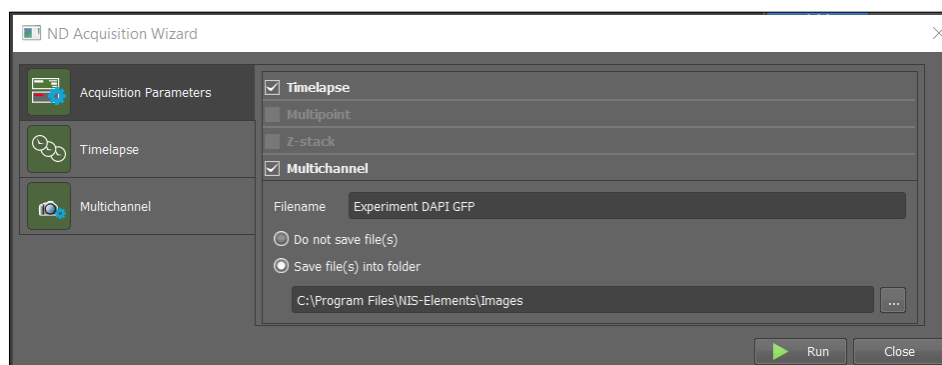 ND Acquisition Wizard
Acquisition Parameters
Timelapse
Multichannel
Timelapse
Multipoint
Z-stack
Multichannel
Filename Experiment DAPI GFP
Do not save file(s)
Save file(s) into folder
C:\Program Files\NIS-Elements\Images ...
Run Close